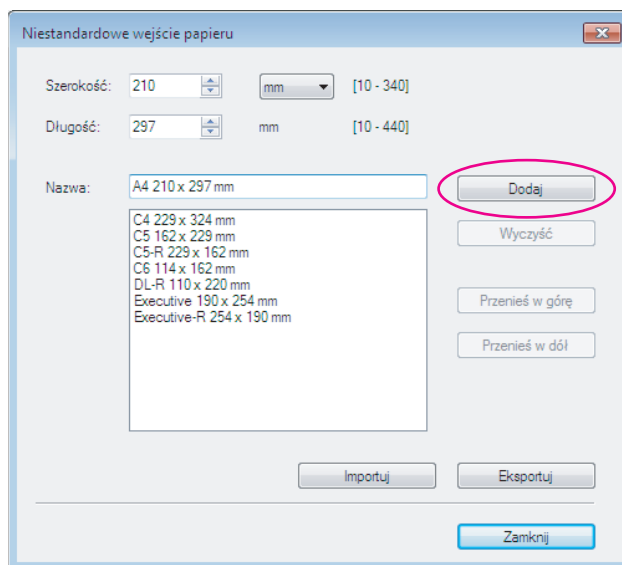 Niestandardowe wejście papieru
Szerokość: 210 mm [10 - 340]
Długość: 297 mm [10 - 440]
Nazwa: A4 210 x 297 mm Dodaj
C4 229 x 324 mm
C5 162 x 229 mm
C5-R 229 x 162 mm
C6 114 x 162 mm
DL-R 110 x 220 mm
Executive 190 x 254 mm
Executive-R 254 x 190 mm
Wyczyść
Przenieś w górę
Przenieś w dół
Importuj Eksportuj
Zamknij